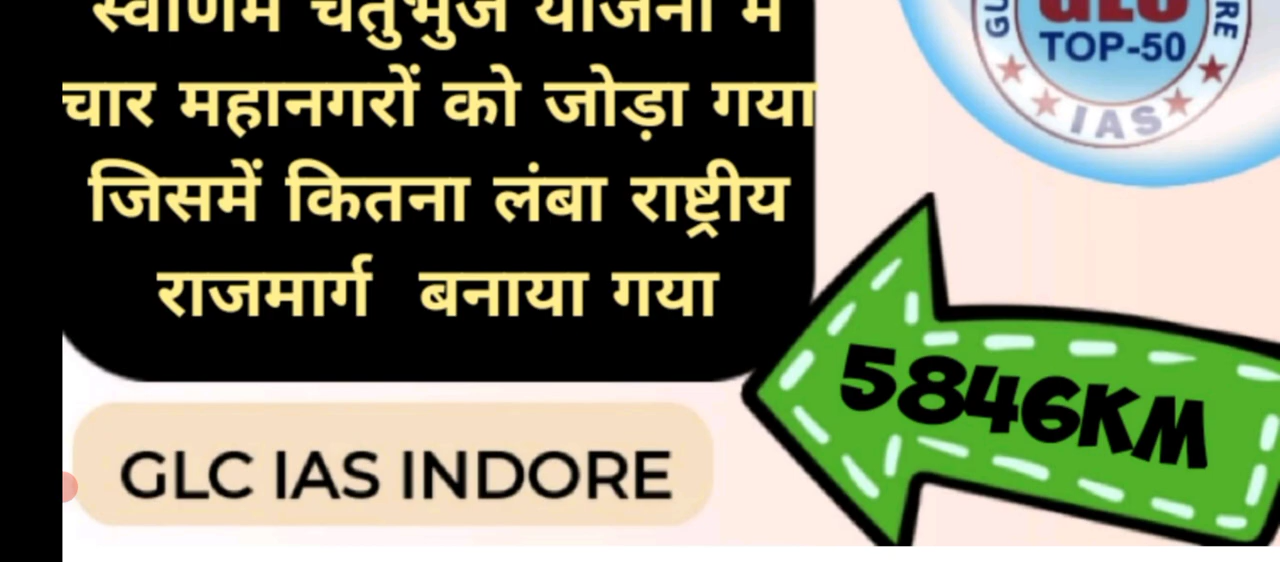 स्वर्णिम चतुर्भुज योजना में
चार महानगरों को जोड़ा गया
जिसमें कितना लंबा राष्ट्रीय
राजमार्ग बनाया गया
GLC IAS INDORE
TOP-50
IAS
5846KM